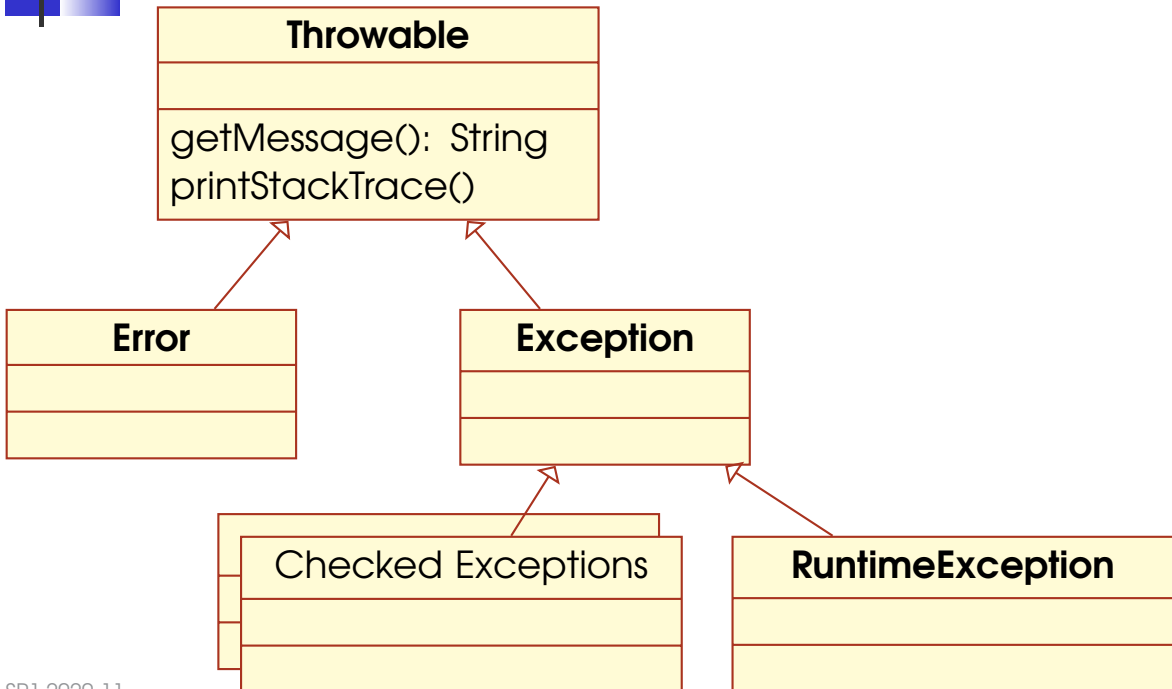 Throwable
getMessage(): String
printStackTrace()
Error
Exception
Checked Exceptions
RuntimeException